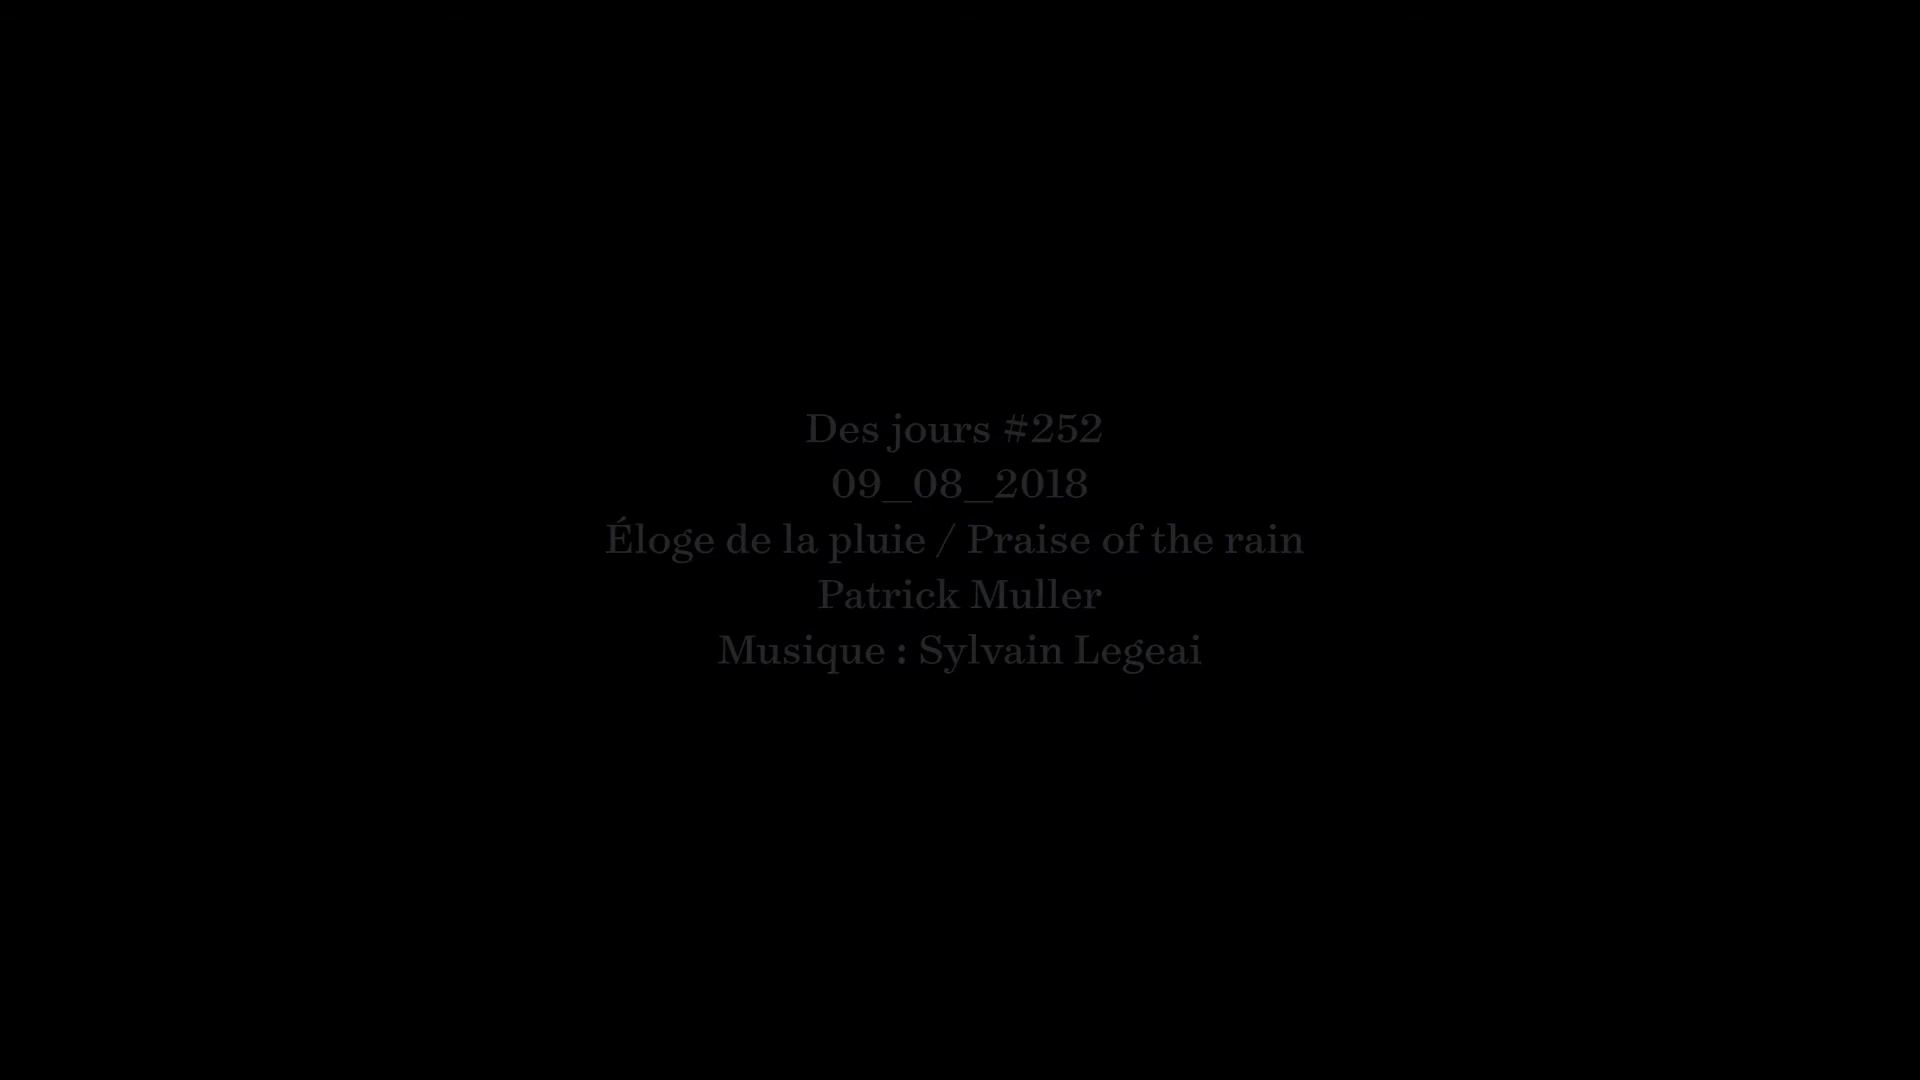 Des jours #252
09_08_2018
Éloge de la pluie / Praise of the rain
Patrick Muller
Musique : Sylvain Legeai